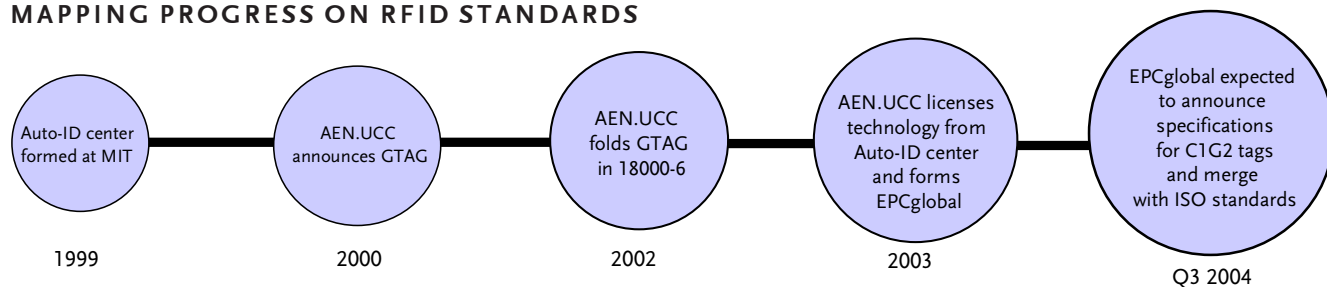 MAPPING PROGRESS ON RFID STANDARDS
Auto-ID center
formed at MIT
AEN.UCC
announces GTAG
AEN.UCC
folds GTAG
in 18000-6
AEN.UCC licenses
technology from
Auto-ID center
and forms
EPCglobal
EPCglobal expected
to announce
specifications
for C1G2 tags
and merge
with ISO standards
1999
2000
2002
2003
Q3 2004